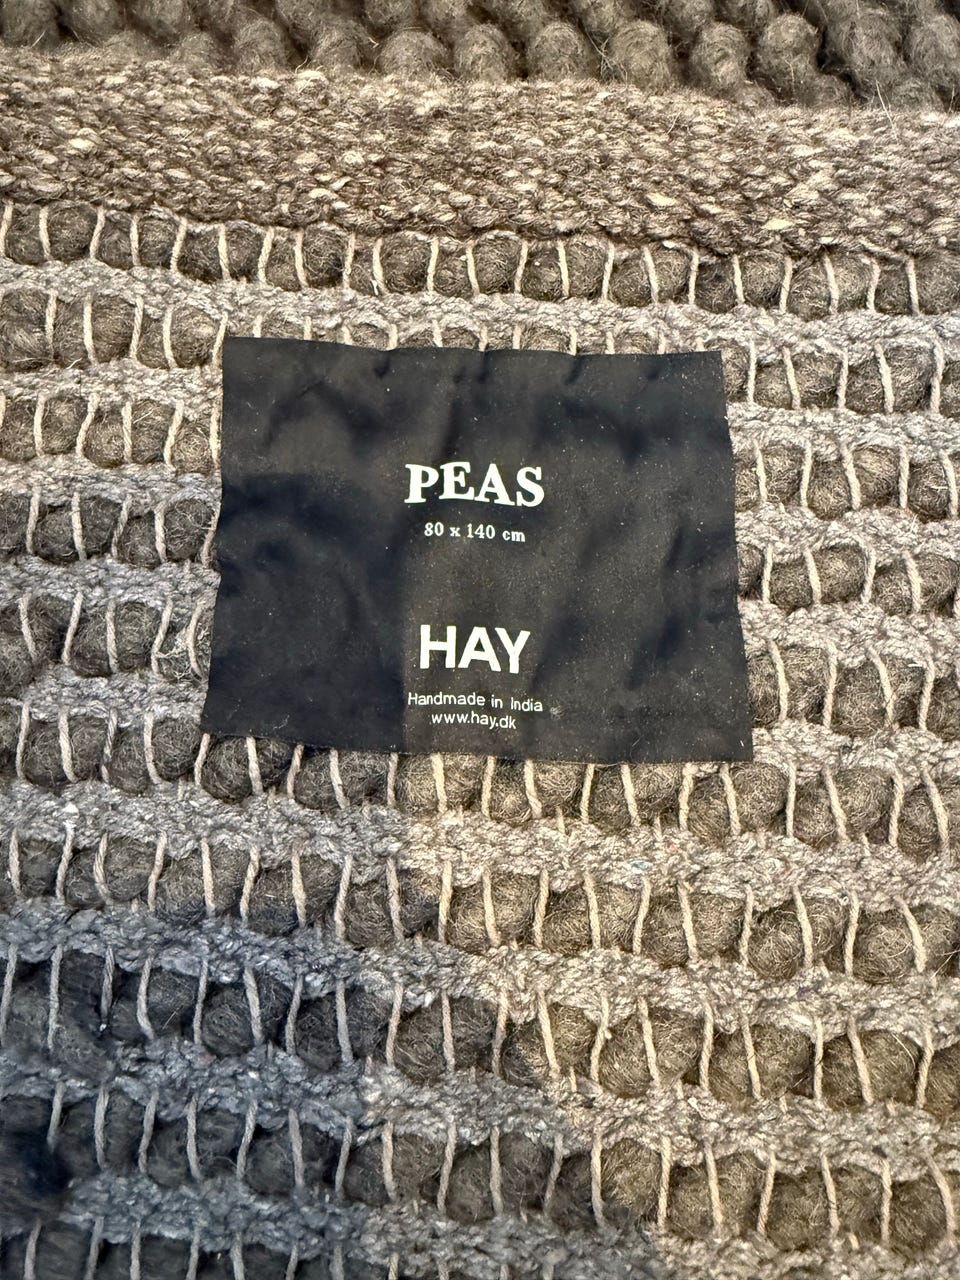 PEAS
80 x 140 cm
HAY
Handmade in India
www.hay.dk